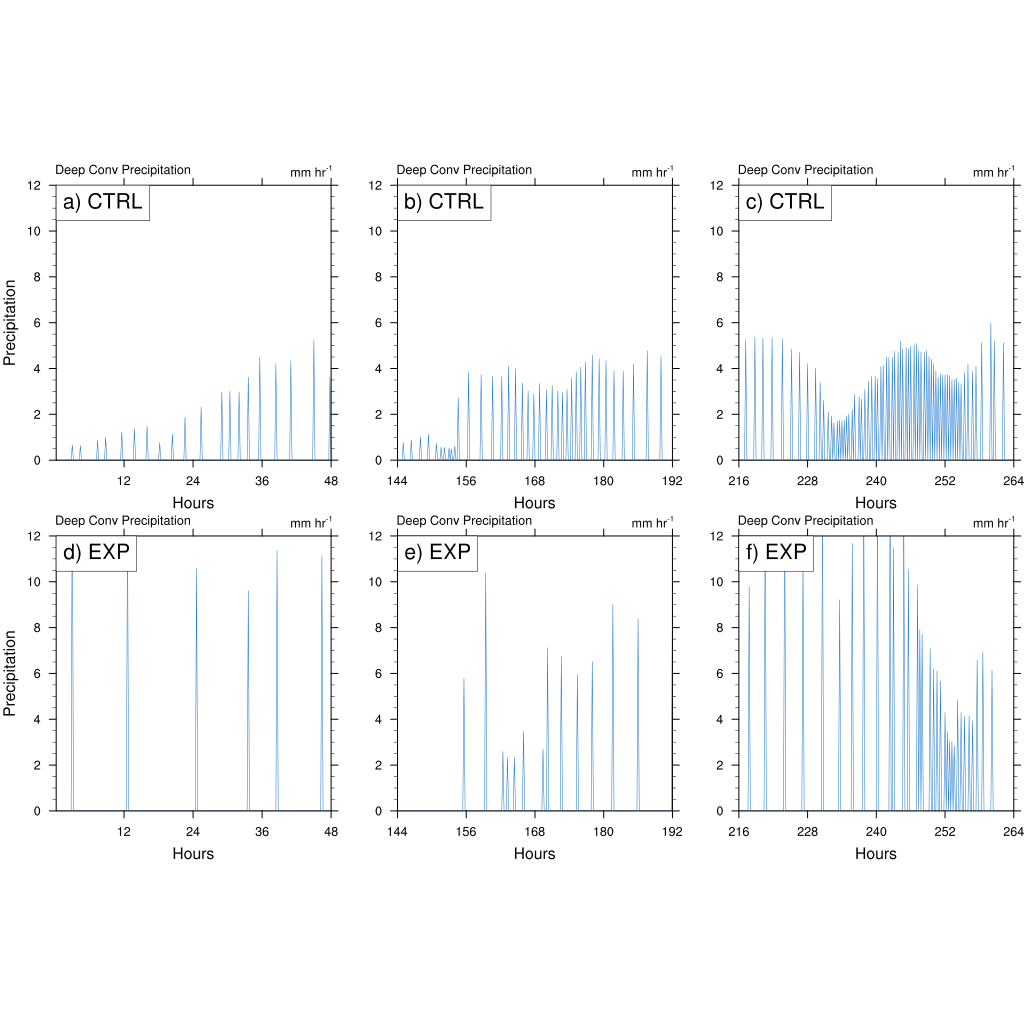 Deep Conv Precipitation mm hr-1
Deep Conv Precipitation mm hr-1
Deep Conv Precipitation mm hr-1
a) CTRL
b) CTRL
c) CTRL
12
10
8
6
4
2
0
Precipitation
12 24 36 48
Hours
12
10
8
6
4
2
0
144 156 168 180 192
Hours
12
10
8
6
4
2
0
216 228 240 252 264
Hours
Deep Conv Precipitation mm hr-1
Deep Conv Precipitation mm hr-1
Deep Conv Precipitation mm hr-1
d) EXP
e) EXP
f) EXP
12
10
8
6
4
2
0
Precipitation
12 24 36 48
Hours
12
10
8
6
4
2
0
144 156 168 180 192
Hours
12
10
8
6
4
2
0
216 228 240 252 264
Hours